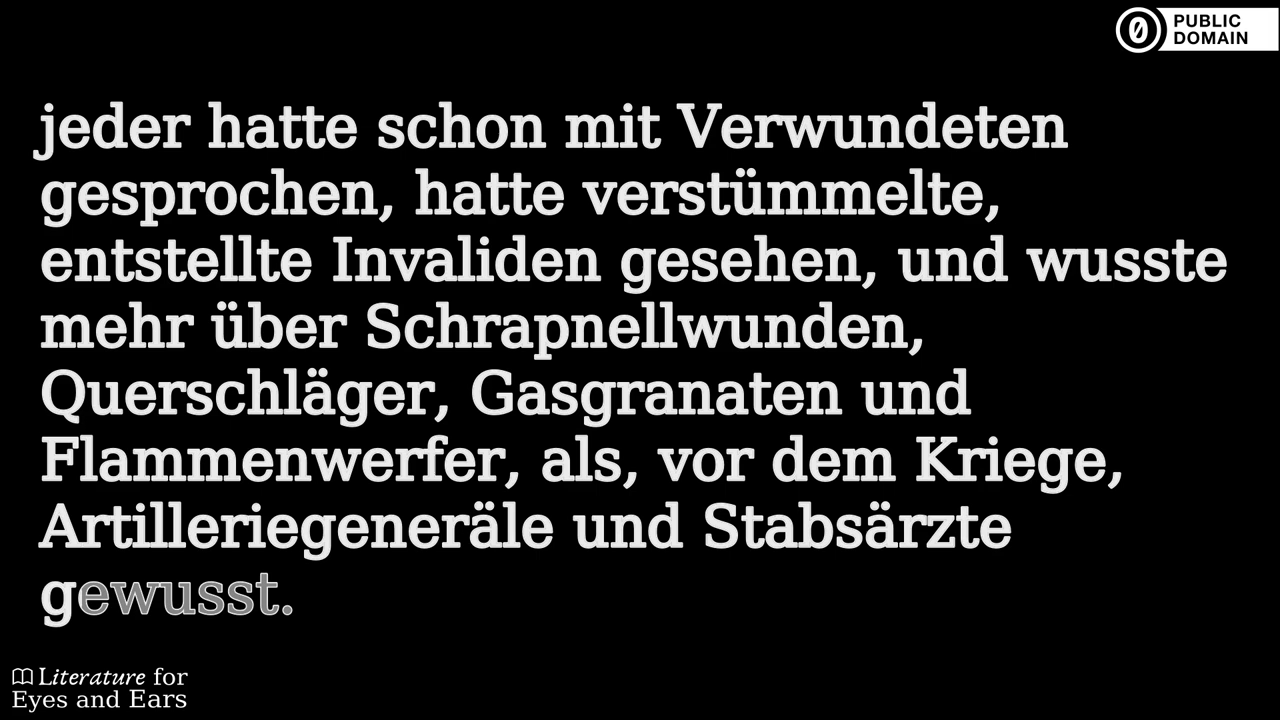 PUBLIC
DOMAIN
jeder hatte schon mit Verwundeten
gesprochen, hatte verstümmelte,
entstellte Invaliden gesehen, und wusste
mehr über Schrapnellwunden,
Querschläger, Gasgranaten und
Flammenwerfer, als, vor dem Kriege,
Artilleriegeneräle und Stabsärzte
gewusst.
Literature for
Eyes and Ears